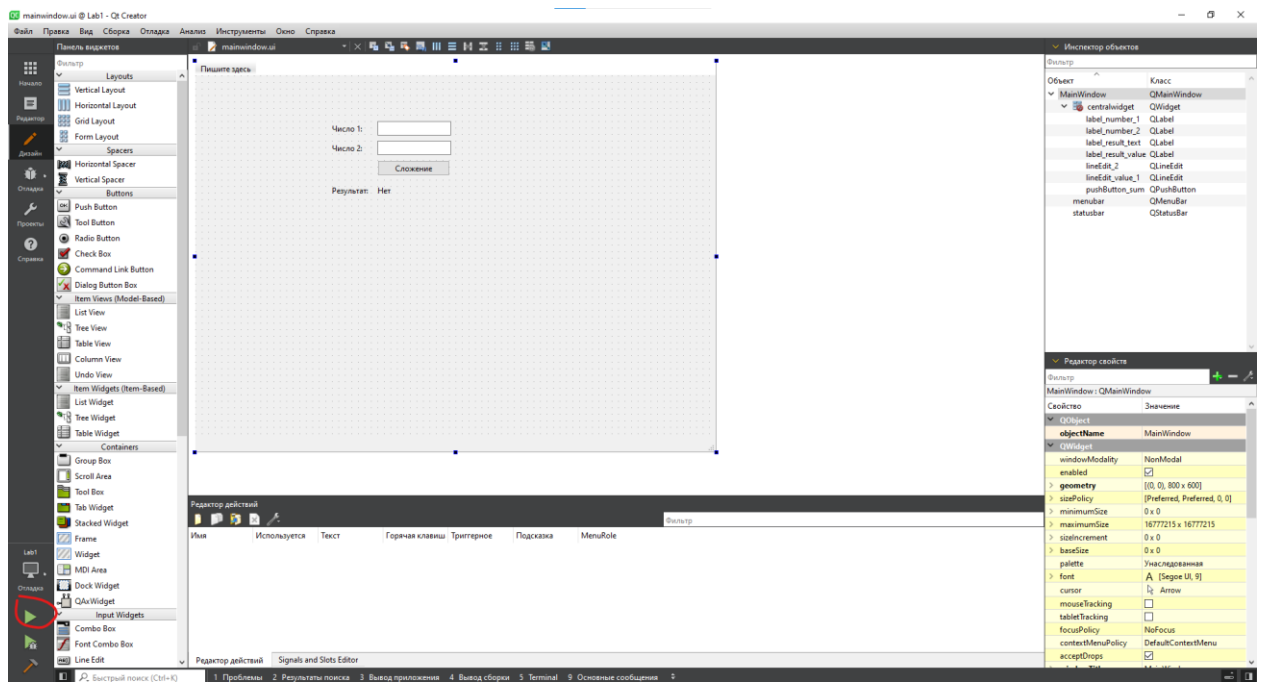 mainwindow.ui @ Lab1 - Qt Creator
Файл Правка Вид Сборка Отладка Анализ Инструменты Окно Справка
Панель виджетов
mainwindow.ui
Инспектор объектов
Начало
Редактор
Дизайн
Отладка
Проекты
Справка
Lab1
Отладка
Фильтр
Layouts
Vertical Layout
Horizontal Layout
Grid Layout
Form Layout
Spacers
Horizontal Spacer
Vertical Spacer
Buttons
Push Button
Tool Button
Radio Button
Check Box
Command Link Button
Dialog Button Box
Item Views (Model-Based)
List View
Tree View
Table View
Column View
Undo View
Item Widgets (Item-Based)
List Widget
Tree Widget
Table Widget
Containers
Group Box
Scroll Area
Tool Box
Tab Widget
Stacked Widget
Frame
Widget
MDI Area
Dock Widget
QAxWidget
Input Widgets
Combo Box
Font Combo Box
Line Edit
Пишите здесь
Число 1:
Число 2:
Сложение
Результат: Нет
Редактор действий
Фильтр
Имя Используется Текст Горячая клавиш Триггерное Подсказка MenuRole
Редактор действий Signals and Slots Editor
Фильтр
Объект Класс
MainWindow QMainWindow
centralwidget QWidget
label_number_1 QLabel
label_number_2 QLabel
label_result_text QLabel
label_result_value QLabel
lineEdit_2 QLineEdit
lineEdit_value_1 QLineEdit
pushButton_sum QPushButton
menubar QMenuBar
statusbar QStatusBar
Редактор свойств
Фильтр
MainWindow : QMainWindow
Свойство Значение
QObject
objectName MainWindow
QWidget
windowModality NonModal
enabled
geometry [(0, 0), 800 x 600]
sizePolicy [Preferred, Preferred, 0, 0]
minimumSize 0 x 0
maximumSize 16777215 x 16777215
sizeIncrement 0 x 0
baseSize 0 x 0
palette Унаследованная
font A [Segoe UI, 9]
cursor Arrow
mouseTracking
tabletTracking
focusPolicy NoFocus
contextMenuPolicy DefaultContextMenu
acceptDrops
Быстрый поиск (Ctrl+K) 1 Проблемы 2 Результаты поиска 3 Вывод приложения 4 Вывод сборки 5 Terminal 9 Основные сообщения